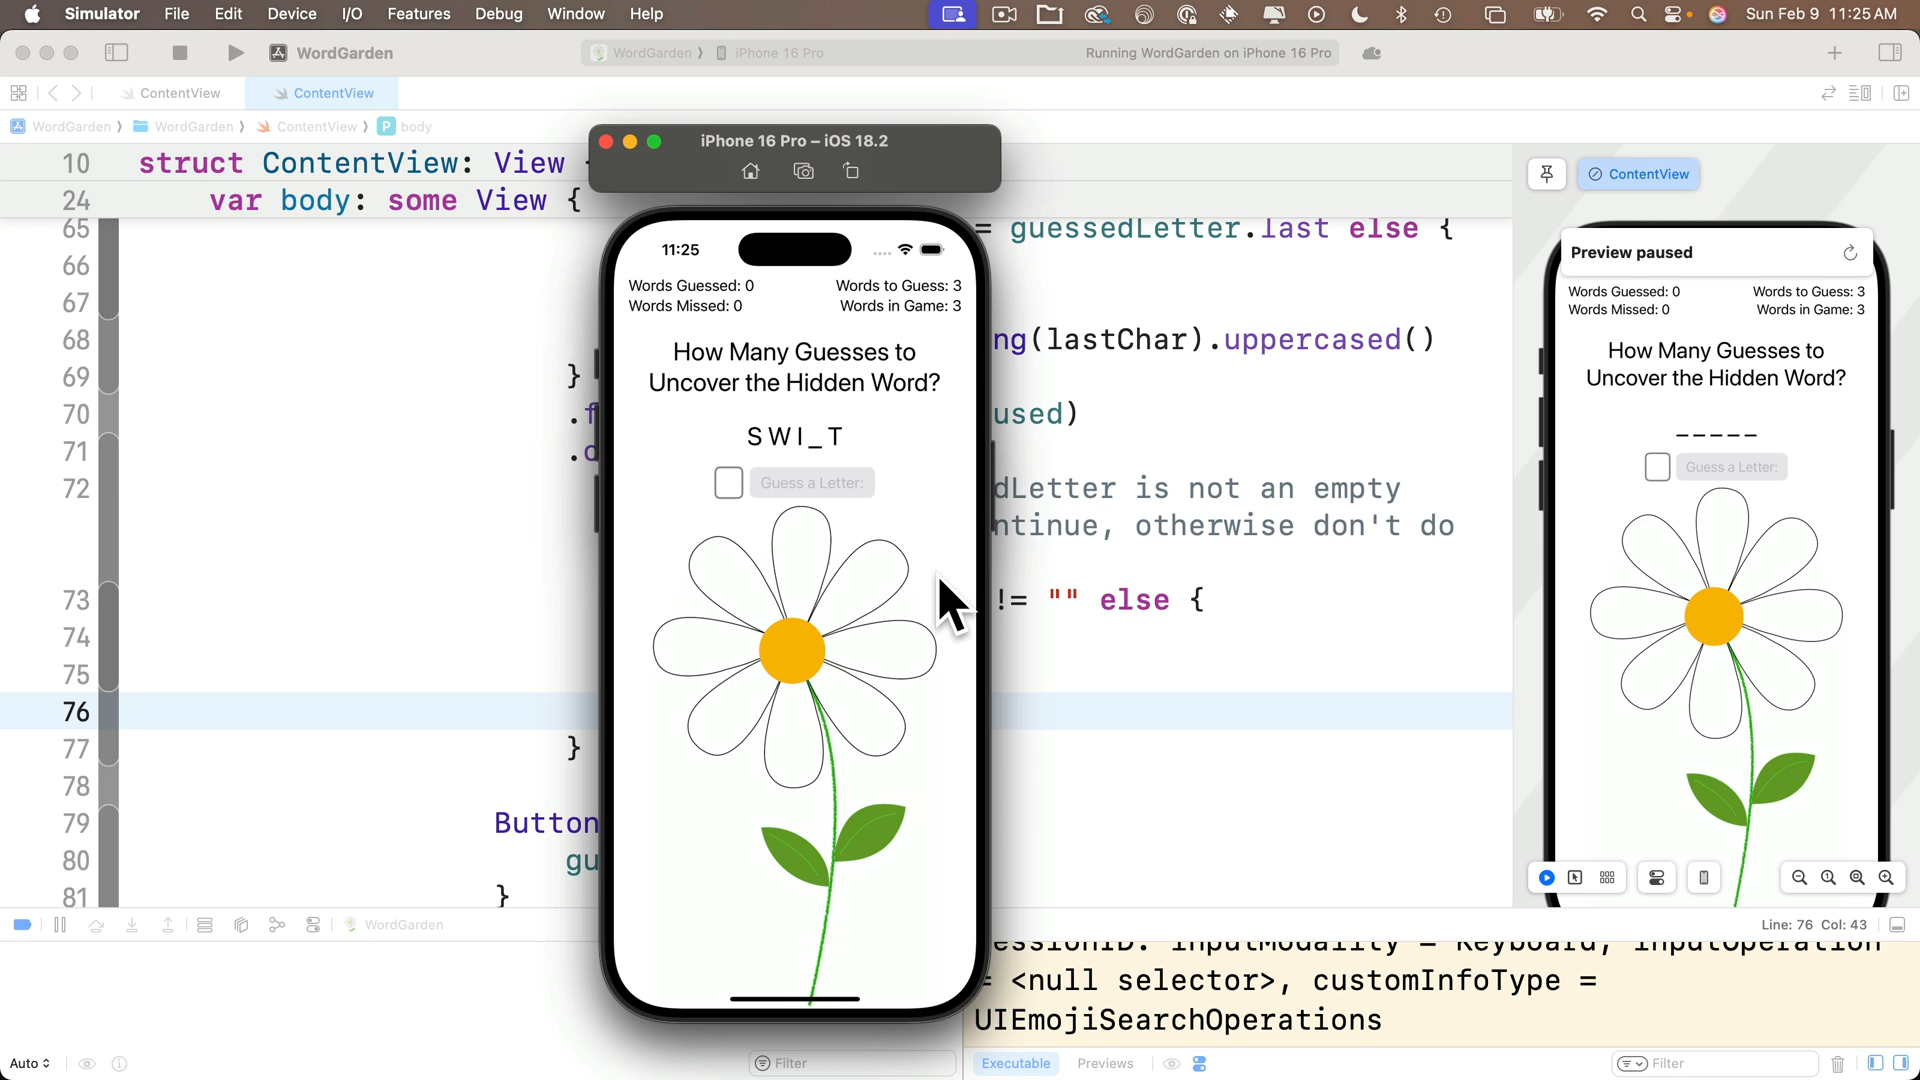 Simulator File Edit Device I/O Features Debug Window Help Sun Feb 9 11:25 AM
WordGarden WordGarden iPhone 16 Pro Running WordGarden on iPhone 16 Pro
ContentView ContentView
WordGarden WordGarden ContentView P body
iPhone 16 Pro – iOS 18.2
10 struct ContentView: View
24 var body: some View {
65 = guessedLetter.last else {
66
67
68 ng(lastChar).uppercased()
69 }
70 .f used)
71 .o
72 dLetter is not an empty
ntinue, otherwise don't do
73 != "" else {
74
75
76
77 }
78
79 Button
80 gu
81 }
11:25
Words Guessed: 0 Words to Guess: 3
Words Missed: 0 Words in Game: 3
How Many Guesses to
Uncover the Hidden Word?
S W I _ T
Guess a Letter:
ContentView
Preview paused
Words Guessed: 0 Words to Guess: 3
Words Missed: 0 Words in Game: 3
How Many Guesses to
Uncover the Hidden Word?
_ _ _ _ _
Guess a Letter:
WordGarden Line: 76 Col: 43
essionID: inputModality = Keyboard, inputOperation
= <null selector>, customInfoType =
UIEmojiSearchOperations
Auto Filter Executable Previews Filter